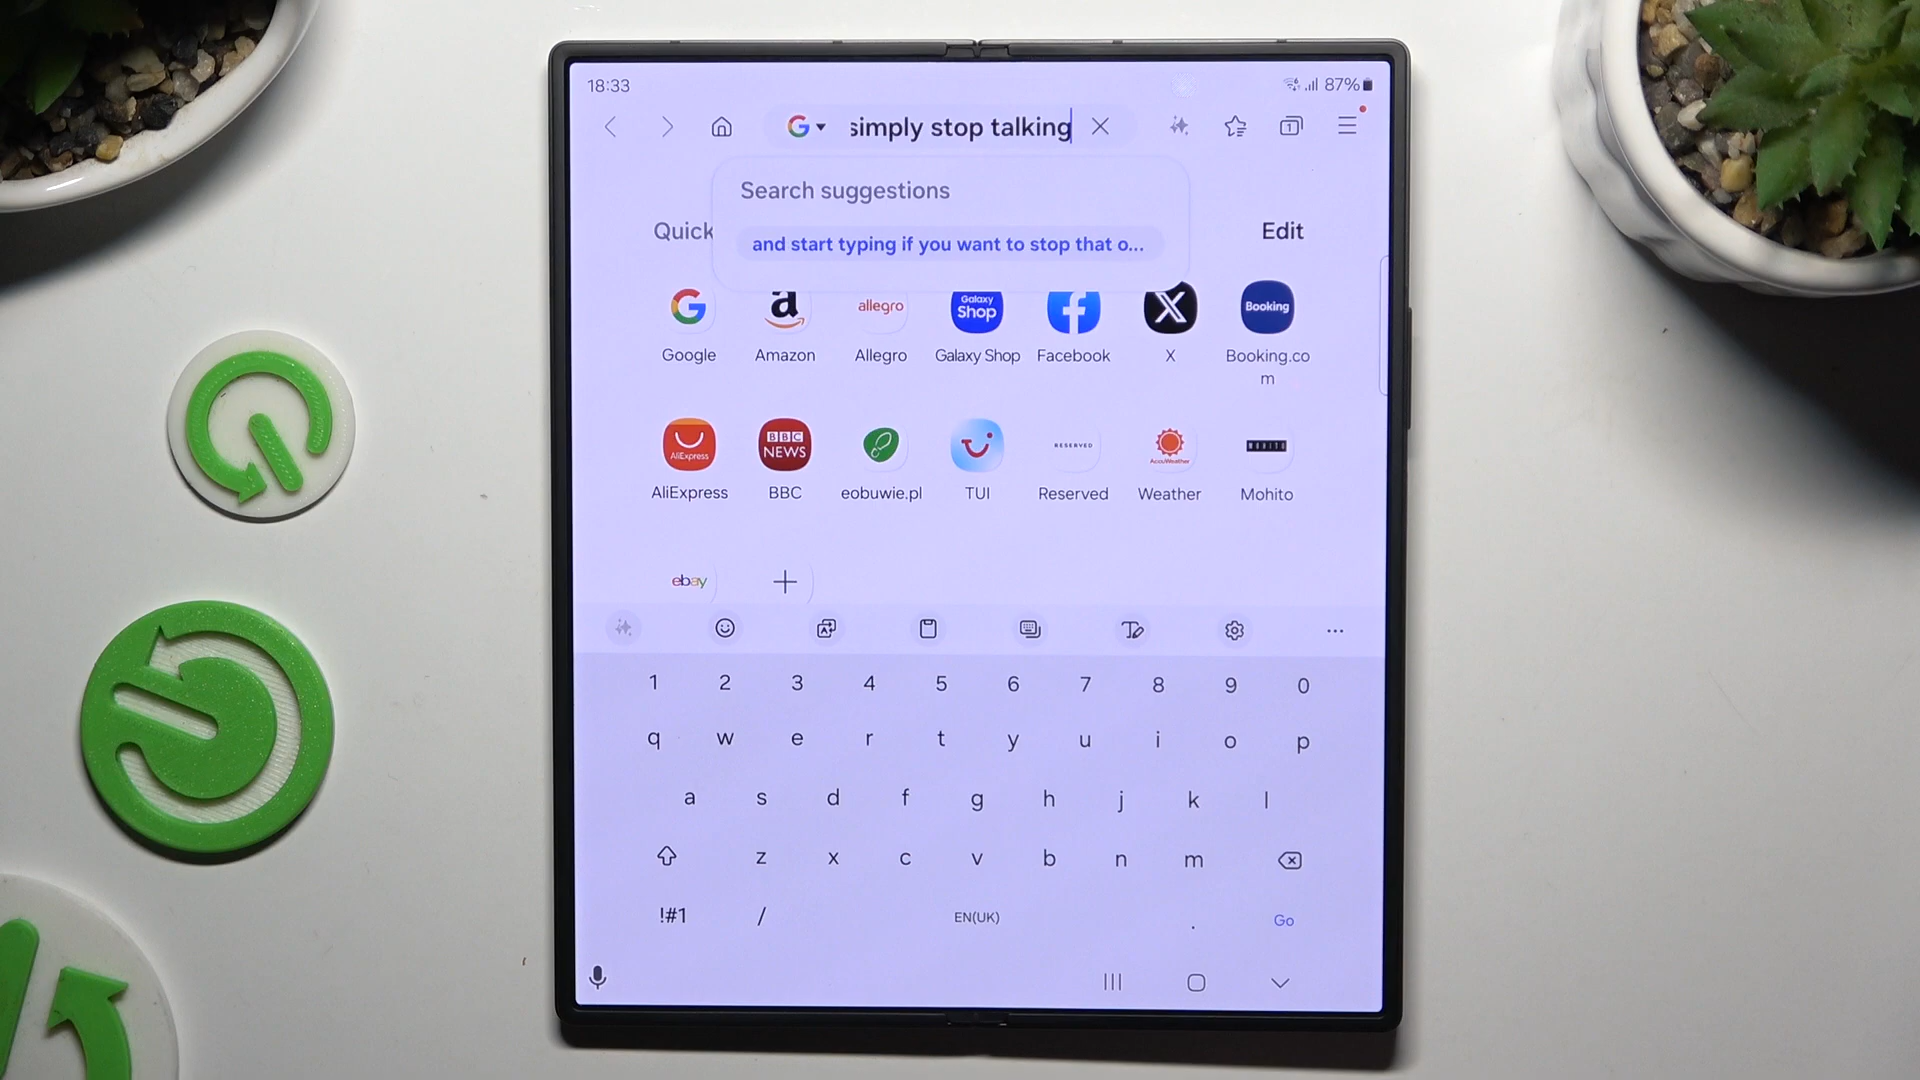 18:33
87%
simply stop talking
1
Search suggestions
Quick
Edit
and start typing if you want to stop that o...
a
allegro
Galaxy
Shop
Booking
Google
Amazon
Allegro
Galaxy Shop
Facebook
X
Booking.co
m
AliExpress
BBC
NEWS
RESERVED
AccuWeather
MOHITO
AliExpress
BBC
eobuwie.pl
TUI
Reserved
Weather
Mohito
ebay
1 2 3 4 5 6 7 8 9 0
q w e r t y u i o p
a s d f g h j k l
z x c v b n m
!#1 / EN(UK) . Go